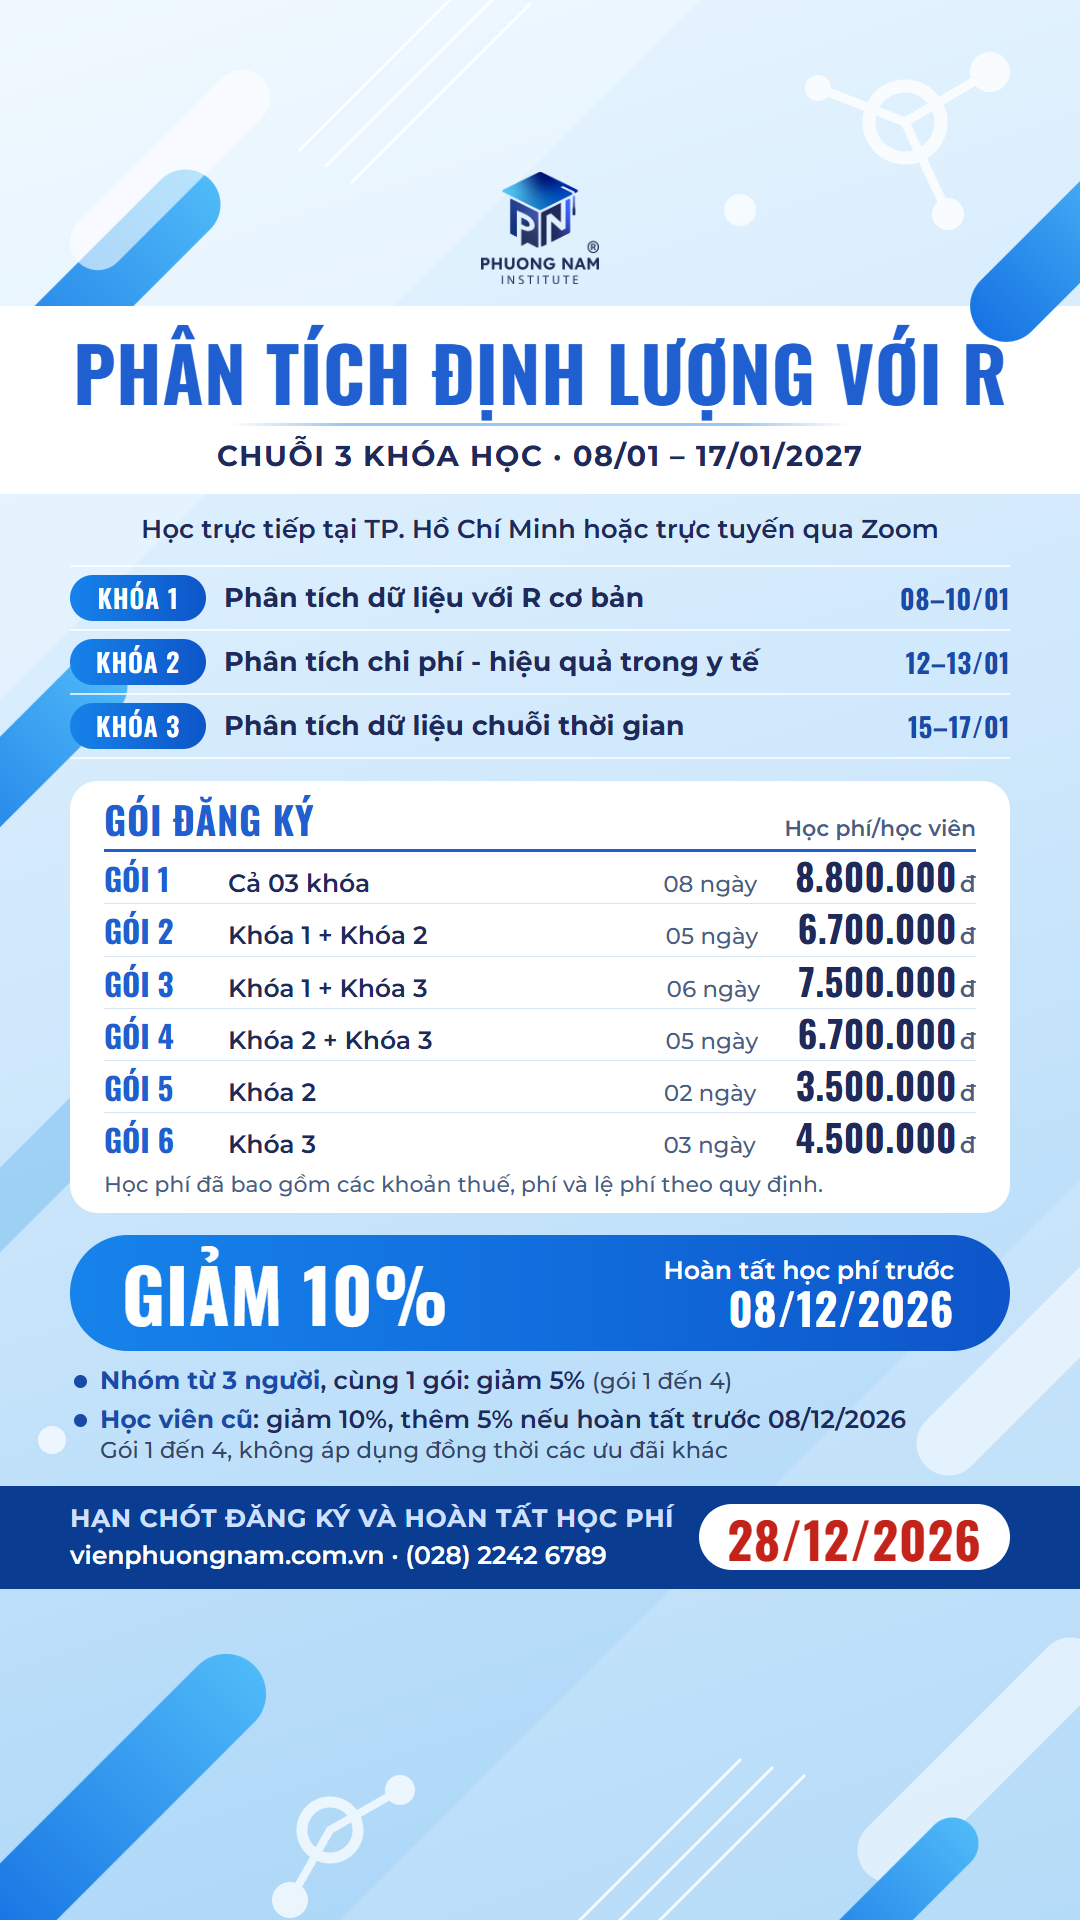 PN
®
PHUONG NAM
INSTITUTE
PHÂN TÍCH ĐỊNH LƯỢNG VỚI R
CHUỖI 3 KHÓA HỌC · 08/01 – 17/01/2027
Học trực tiếp tại TP. Hồ Chí Minh hoặc trực tuyến qua Zoom
KHÓA 1 Phân tích dữ liệu với R cơ bản 08–10/01
KHÓA 2 Phân tích chi phí - hiệu quả trong y tế 12–13/01
KHÓA 3 Phân tích dữ liệu chuỗi thời gian 15–17/01
GÓI ĐĂNG KÝ Học phí/học viên
GÓI 1 Cả 03 khóa 08 ngày 8.800.000 đ
GÓI 2 Khóa 1 + Khóa 2 05 ngày 6.700.000 đ
GÓI 3 Khóa 1 + Khóa 3 06 ngày 7.500.000 đ
GÓI 4 Khóa 2 + Khóa 3 05 ngày 6.700.000 đ
GÓI 5 Khóa 2 02 ngày 3.500.000 đ
GÓI 6 Khóa 3 03 ngày 4.500.000 đ
Học phí đã bao gồm các khoản thuế, phí và lệ phí theo quy định.
GIẢM 10%
Hoàn tất học phí trước
08/12/2026
Nhóm từ 3 người, cùng 1 gói: giảm 5% (gói 1 đến 4)
Học viên cũ: giảm 10%, thêm 5% nếu hoàn tất trước 08/12/2026
Gói 1 đến 4, không áp dụng đồng thời các ưu đãi khác
HẠN CHÓT ĐĂNG KÝ VÀ HOÀN TẤT HỌC PHÍ
vienphuongnam.com.vn · (028) 2242 6789
28/12/2026